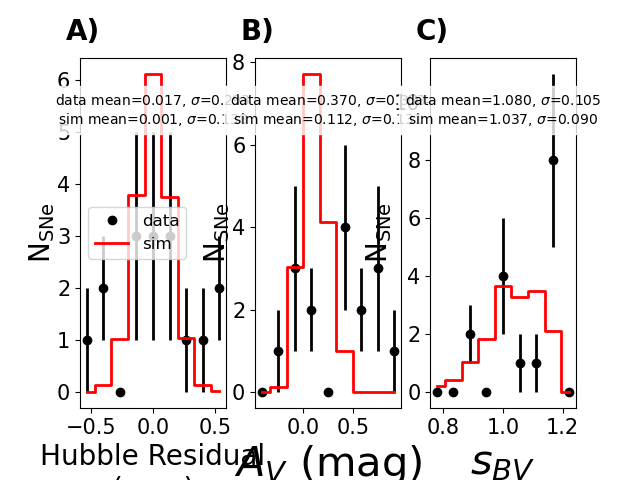 A) B) C)
data mean=0.017, σ=0.2
sim mean=0.001, σ=0.1
data mean=0.370, σ=0.3
sim mean=0.112, σ=0.1
data mean=1.080, σ=0.105
sim mean=1.037, σ=0.090
N_SNe
6
5
4
3
2
1
0
data
sim
−0.5 0.0 0.5
Hubble Residual
N_SNe
8
6
4
2
0
0.0 0.5
A_V (mag)
N_SNe
8
6
4
2
0
0.8 1.0 1.2
s_BV